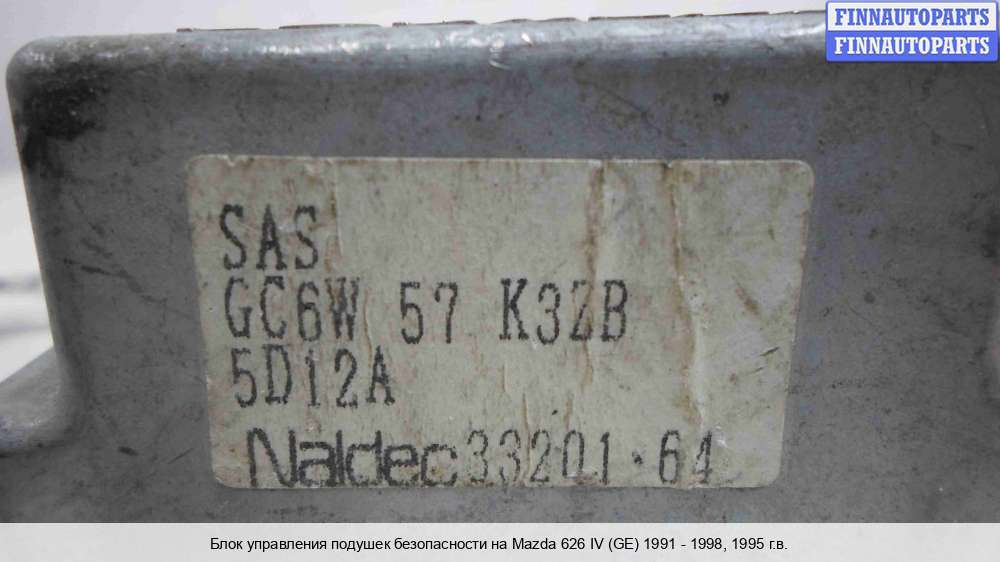 FINNAUTOPARTS
FINNAUTOPARTS
SAS
GC6W 57 K3ZB
5D12A
Naldec 33201·64
Блок управления подушек безопасности на Mazda 626 IV (GE) 1991 - 1998, 1995 г.в.